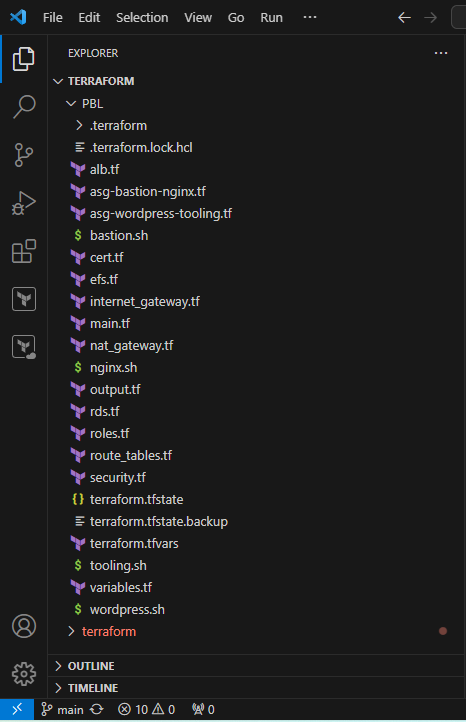 File Edit Selection View Go Run ...
EXPLORER ...
TERRAFORM
PBL
.terraform
.terraform.lock.hcl
alb.tf
asg-bastion-nginx.tf
asg-wordpress-tooling.tf
$ bastion.sh
cert.tf
efs.tf
internet_gateway.tf
main.tf
nat_gateway.tf
$ nginx.sh
output.tf
rds.tf
roles.tf
route_tables.tf
security.tf
{} terraform.tfstate
terraform.tfstate.backup
terraform.tfvars
$ tooling.sh
variables.tf
$ wordpress.sh
terraform
OUTLINE
TIMELINE
main 10 0 0